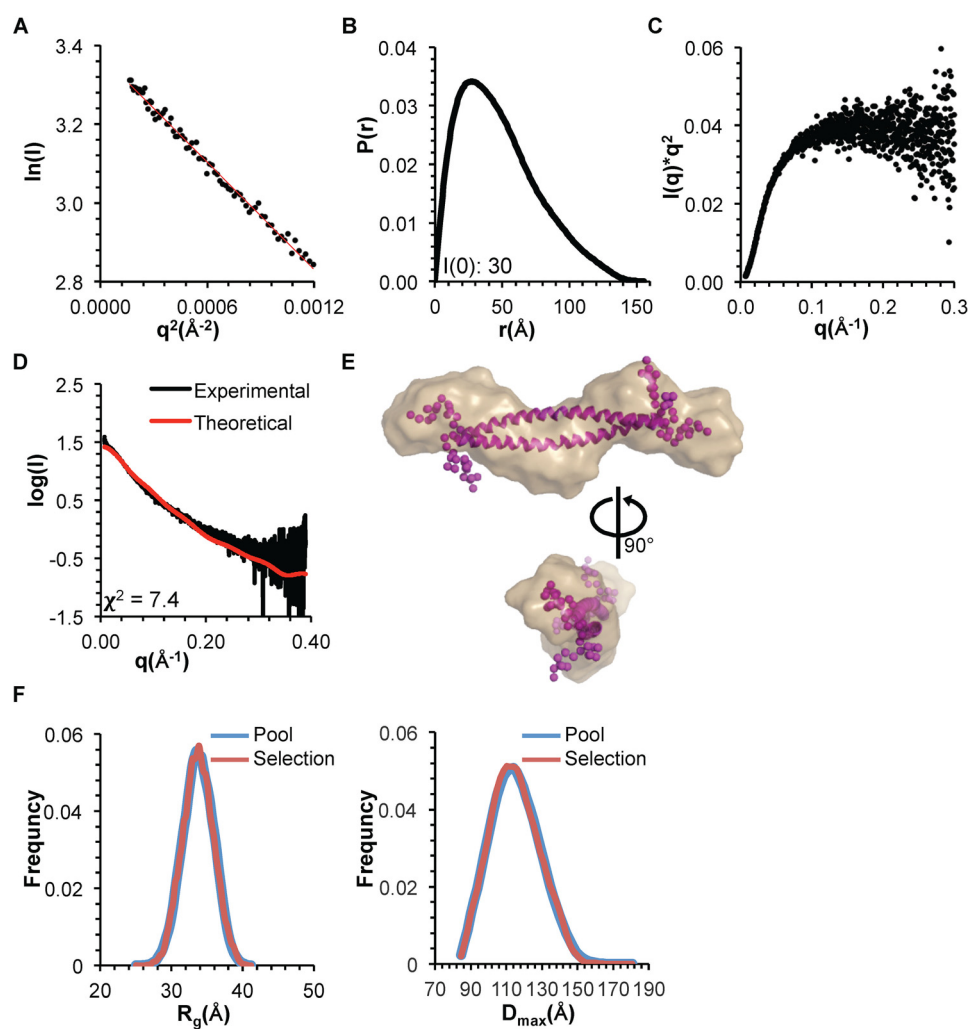 A
3.4
3.2
3.0
2.8
ln(I)
0.0000
0.0006
0.0012
q²(Å⁻²)
B
0.04
0.03
0.02
0.01
0.00
P(r)
I(0): 30
0
50
100
150
r(Å)
C
0.06
0.04
0.02
0.00
I(q)*q²
0.0
0.1
0.2
0.3
q(Å⁻¹)
D
2.5
1.5
0.5
-0.5
-1.5
log(I)
Experimental
Theoretical
χ² = 7.4
0.00
0.20
0.40
q(Å⁻¹)
E
90°
F
0.06
0.04
0.02
0
Frequncy
Pool
Selection
20
30
40
50
Rg(Å)
0.06
0.04
0.02
0
Frequncy
Pool
Selection
70
90
110
130
150
170
190
Dmax(Å)